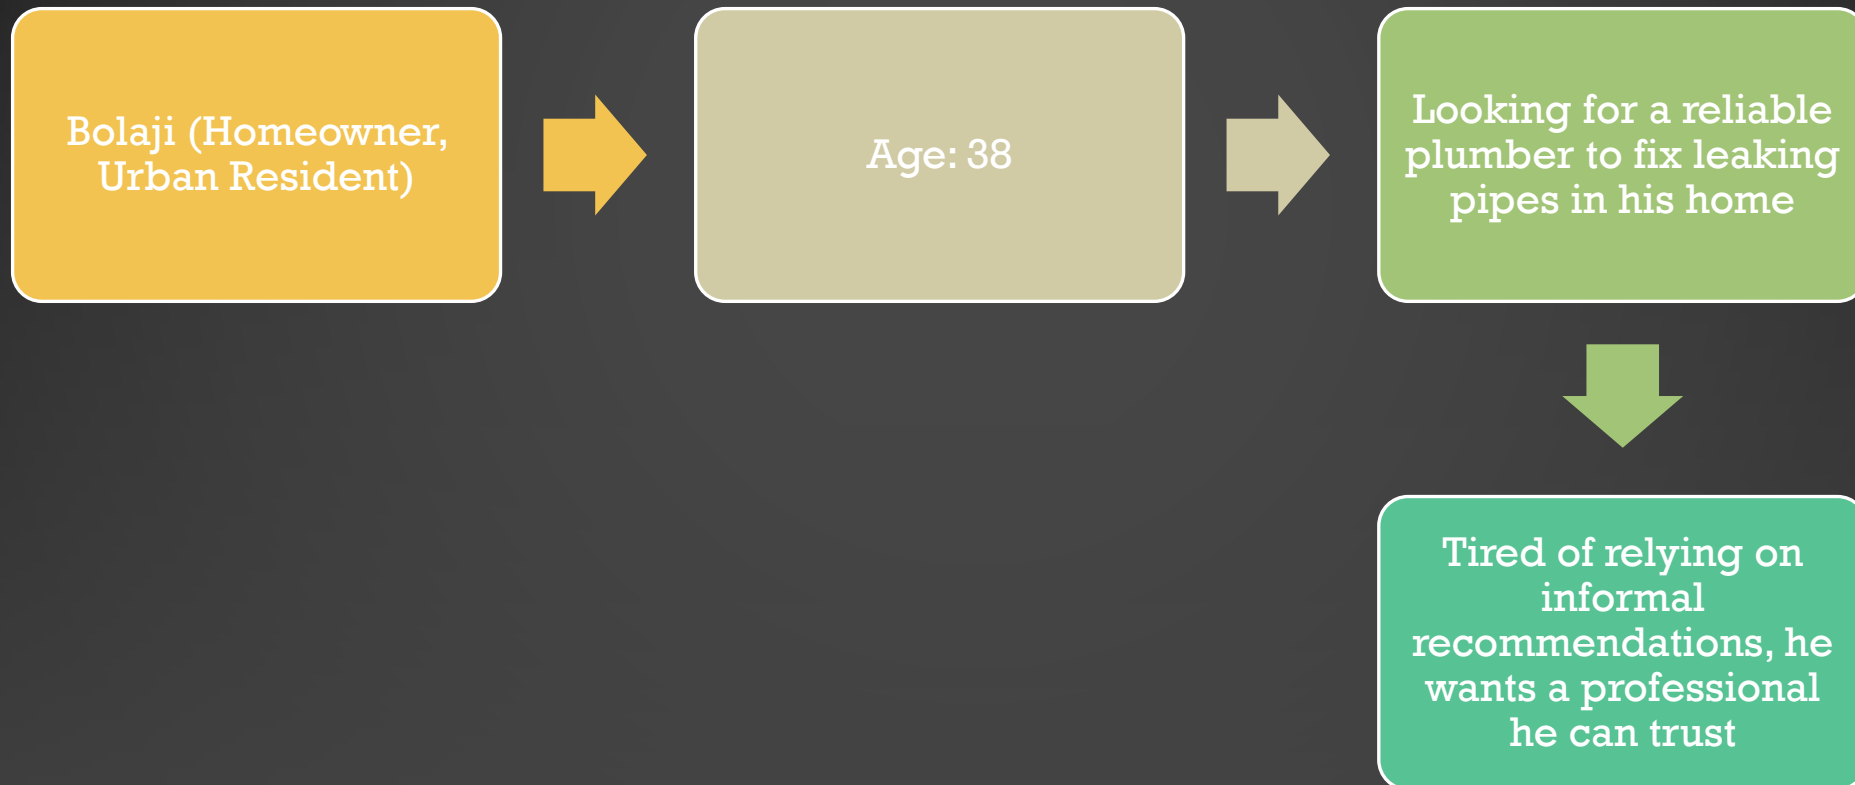 Bolaji (Homeowner,
Urban Resident)
Age: 38
Looking for a reliable
plumber to fix leaking
pipes in his home
Tired of relying on
informal
recommendations, he
wants a professional
he can trust